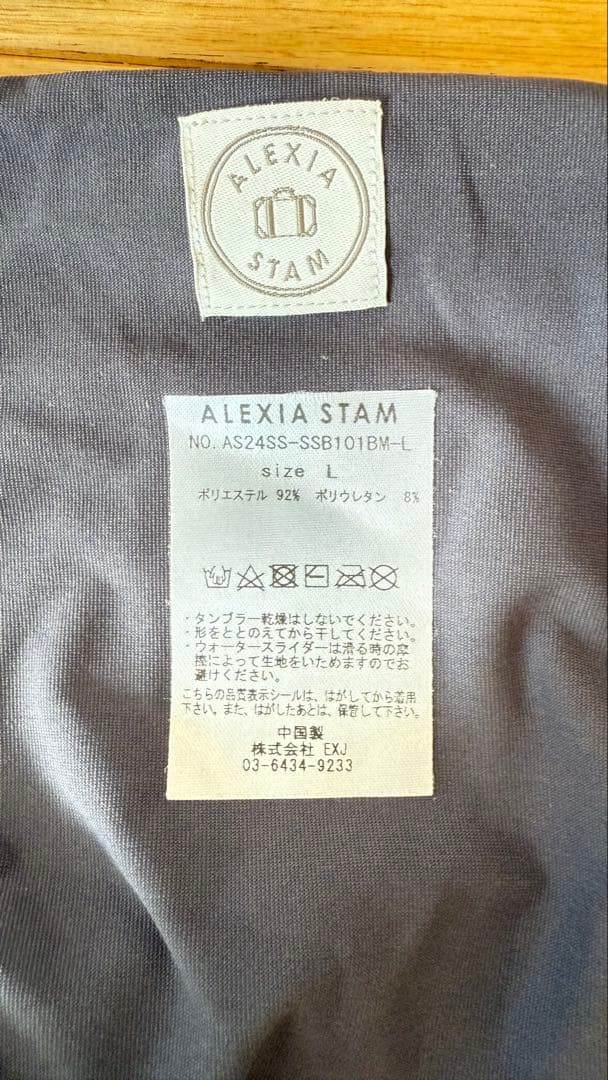 ALEXIA
STAM
ALEXIA STAM
NO. AS24SS-SSB101BM-L
size L
ポリエステル 92% ポリウレタン 8%
・タンブラー乾燥はしないでください。
・形をととのえてから干してください。
・ウォータースライダーは滑る時の摩
擦によって生地をいためますのでお
避けください。
こちらの品質表示シールは、はがしてから着用
下さい。また、はがしたあとは、保管して下さい。
中国製
株式会社 EXJ
03-6434-9233